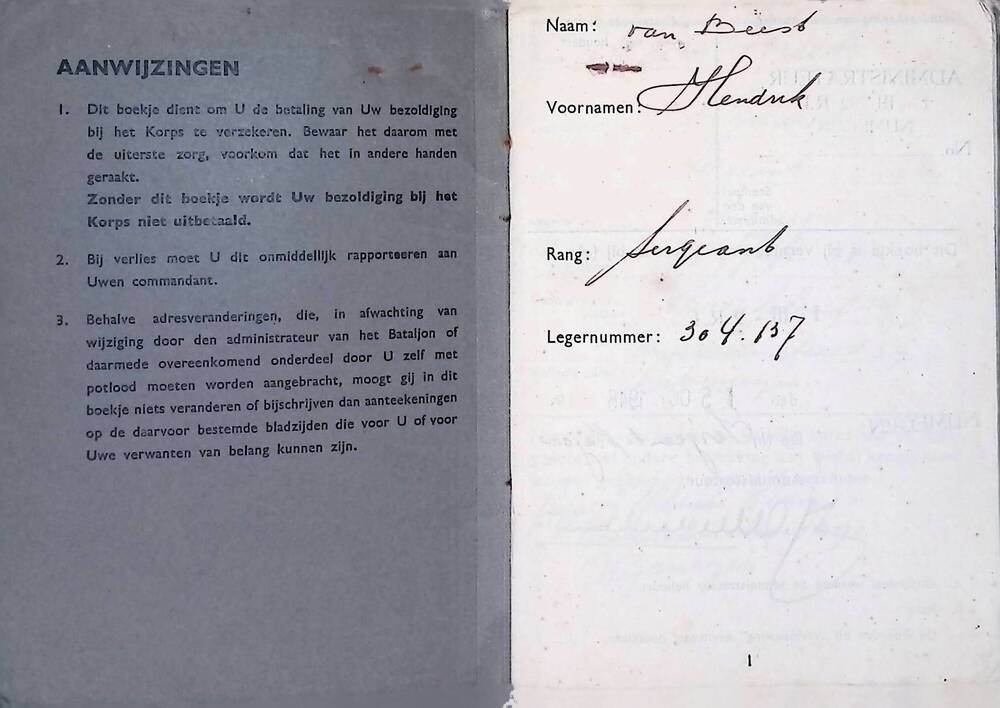 AANWIJZINGEN
1. Dit boekje dient om U de betaling van Uw bezoldiging
bij het Korps te verzekeren. Bewaar het daarom met
de uiterste zorg, voorkom dat het in andere handen
geraakt.
Zonder dit boekje wordt Uw bezoldiging bij het
Korps niet uitbetaald.
2. Bij verlies moet U dit onmiddellijk rapporteeren aan
Uwen commandant.
3. Behalve adresveranderingen, die, in afwachting van
wijziging door den administrateur van het Bataljon of
daarmede overeenkomend onderdeel door U zelf met
potlood moeten worden aangebracht, moogt gij in dit
boekje niets veranderen of bijschrijven dan aanteekeningen
op de daarvoor bestemde bladzijden die voor U of voor
Uwe verwanten van belang kunnen zijn.
Naam: van Beest
Voornamen: Hendrik
Rang: Sergeant
Legernummer: 304.137
1